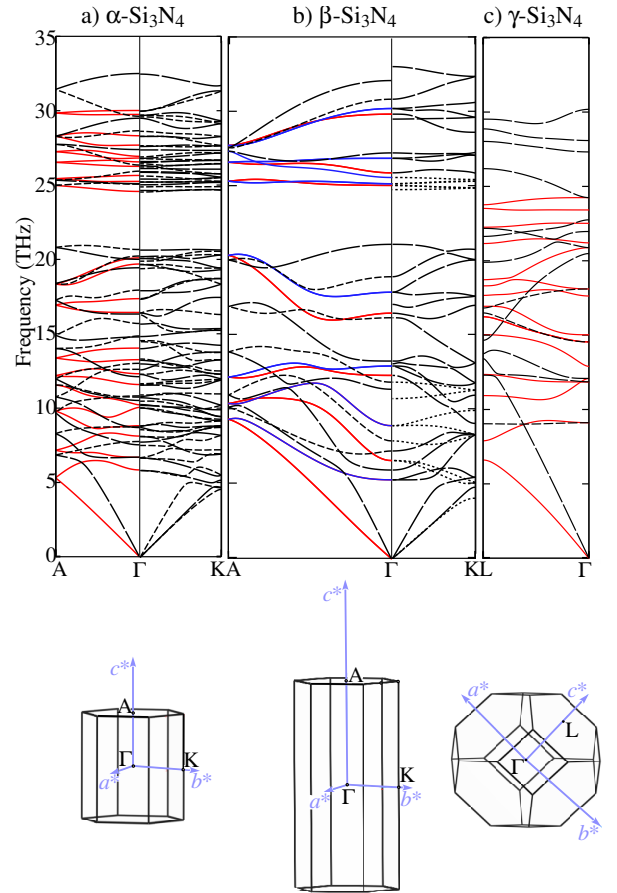 a) α-Si₃N₄ b) β-Si₃N₄ c) γ-Si₃N₄
35
30
25
20
15
10
5
0
Frequency (THz)
A Γ K A Γ K L Γ
c*
A
Γ
K
a*
b*
c*
A
Γ
K
a*
b*
a*
c*
L
Γ
b*